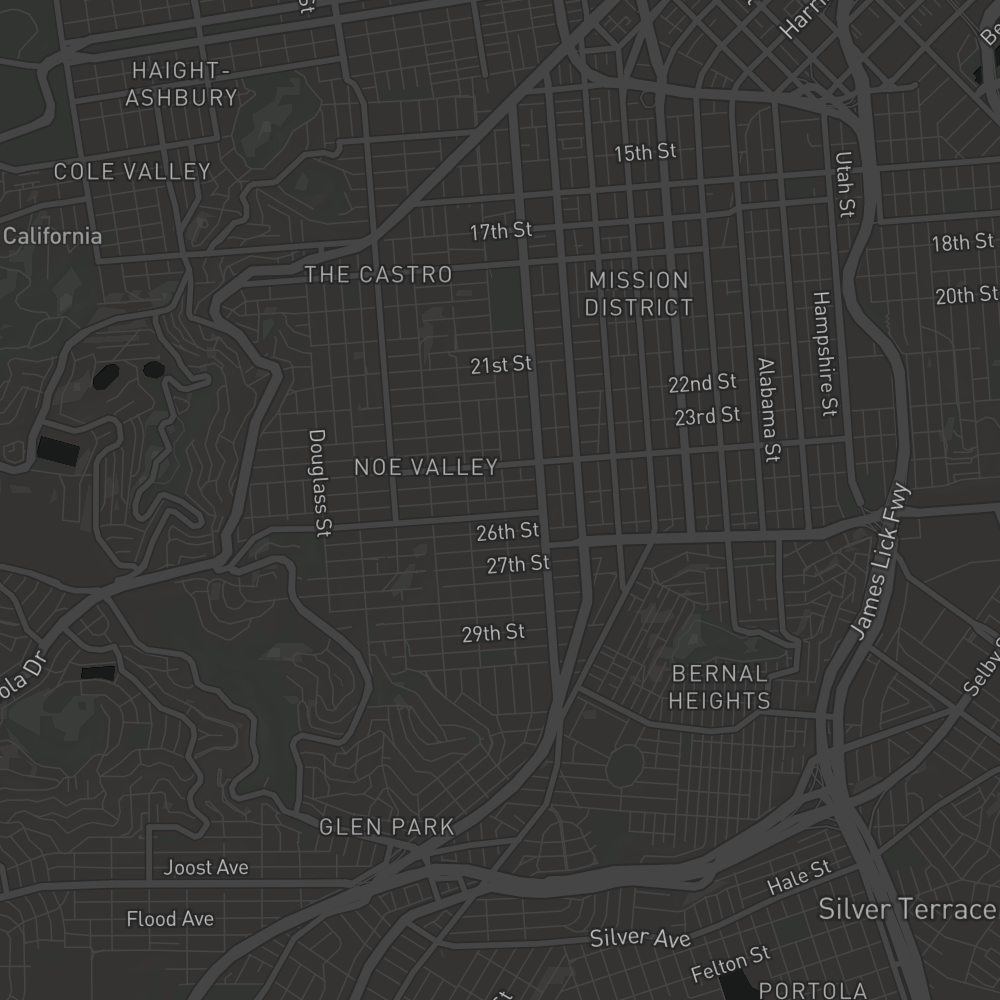 HAIGHT-
ASHBURY
COLE VALLEY
15th St
Utah St
California
17th St
18th St
THE CASTRO
MISSION
DISTRICT
20th St
Hampshire St
21st St
22nd St
Alabama St
23rd St
Douglass St
NOE VALLEY
26th St
27th St
James Lick Fwy
29th St
BERNAL
HEIGHTS
GLEN PARK
Joost Ave
Hale St
Flood Ave
Silver Terrace
Silver Ave
Felton St
PORTOLA